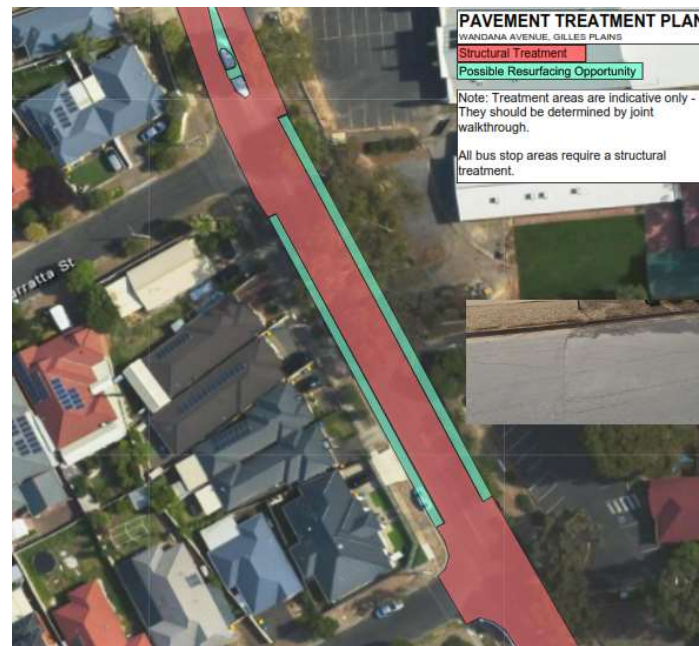 PAVEMENT TREATMENT PLAN
WANDANA AVENUE, GILLES PLAINS
Structural Treatment
Possible Resurfacing Opportunity
Note: Treatment areas are indicative only -
They should be determined by joint
walkthrough.
All bus stop areas require a structural
treatment.
St